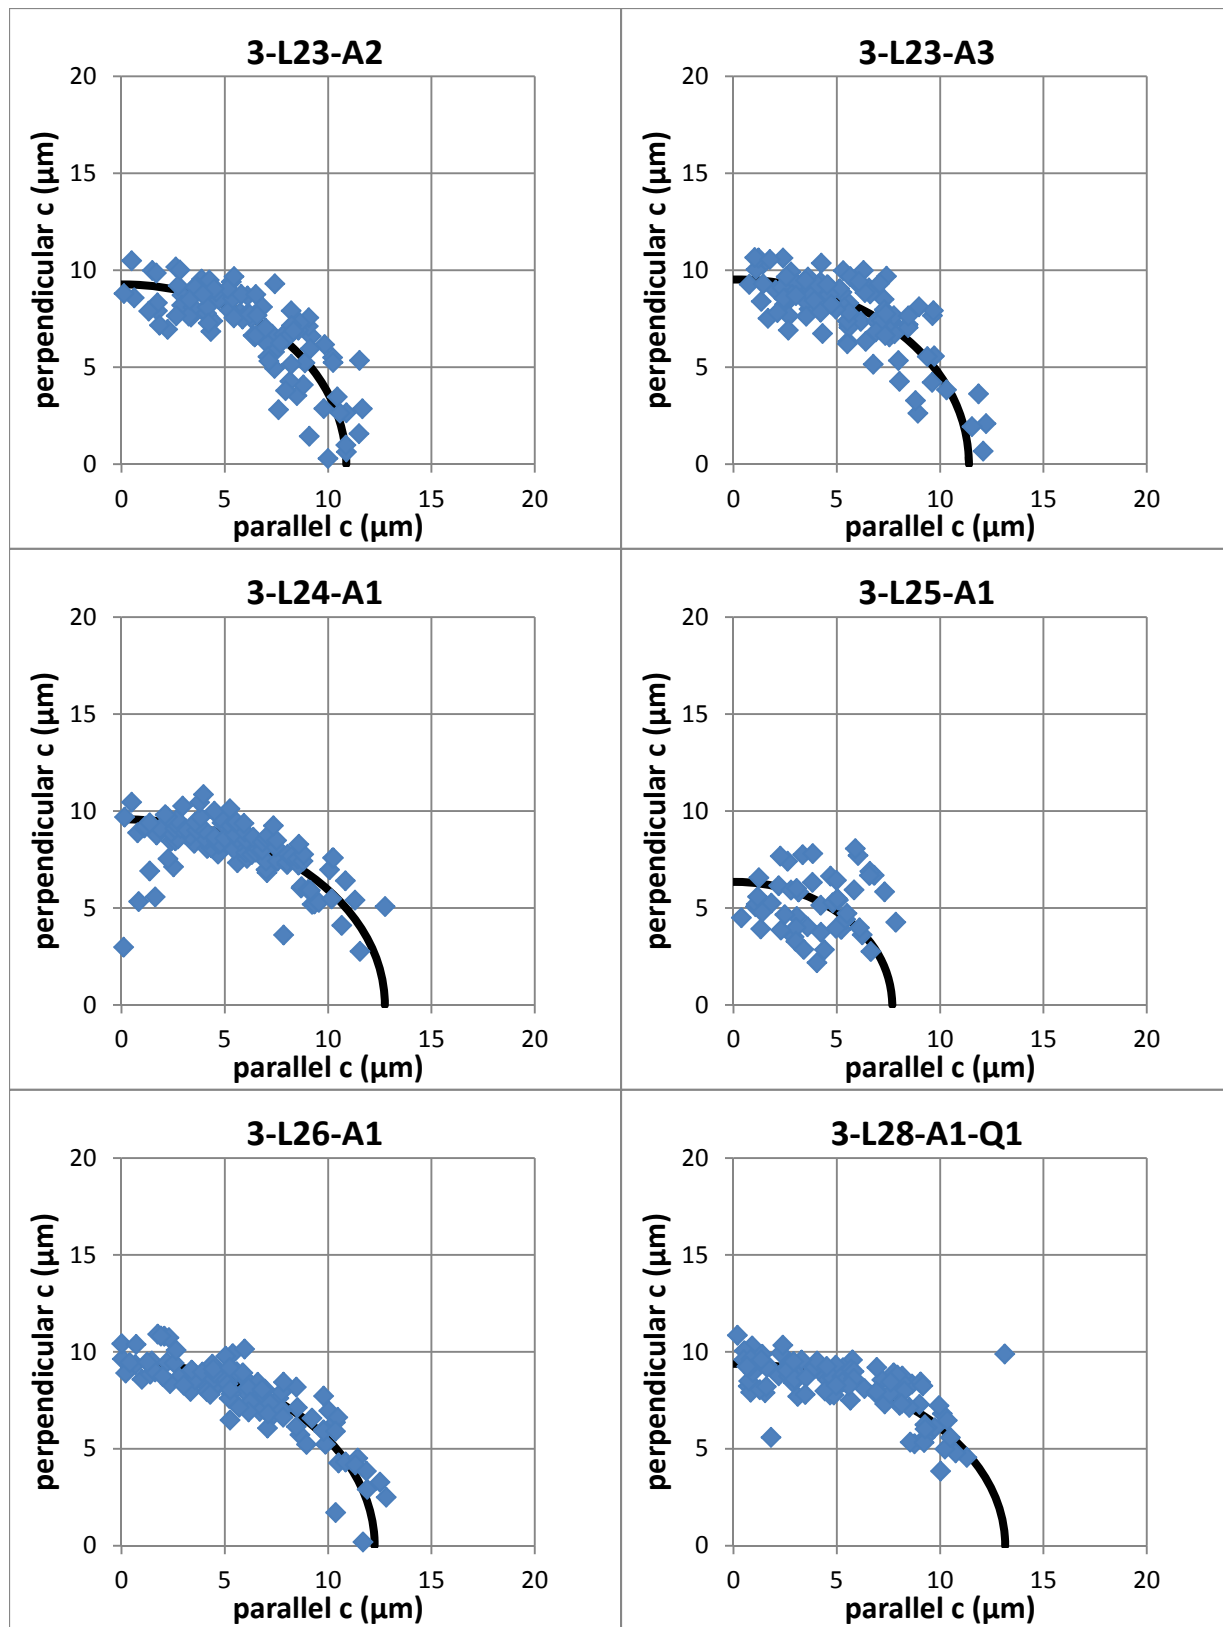 3-L23-A2
20
15
10
5
0
perpendicular c (µm)
0 5 10 15 20
parallel c (µm)
3-L23-A3
20
15
10
5
0
perpendicular c (µm)
0 5 10 15 20
parallel c (µm)
3-L24-A1
20
15
10
5
0
perpendicular c (µm)
0 5 10 15 20
parallel c (µm)
3-L25-A1
20
15
10
5
0
perpendicular c (µm)
0 5 10 15 20
parallel c (µm)
3-L26-A1
20
15
10
5
0
perpendicular c (µm)
0 5 10 15 20
parallel c (µm)
3-L28-A1-Q1
20
15
10
5
0
perpendicular c (µm)
0 5 10 15 20
parallel c (µm)